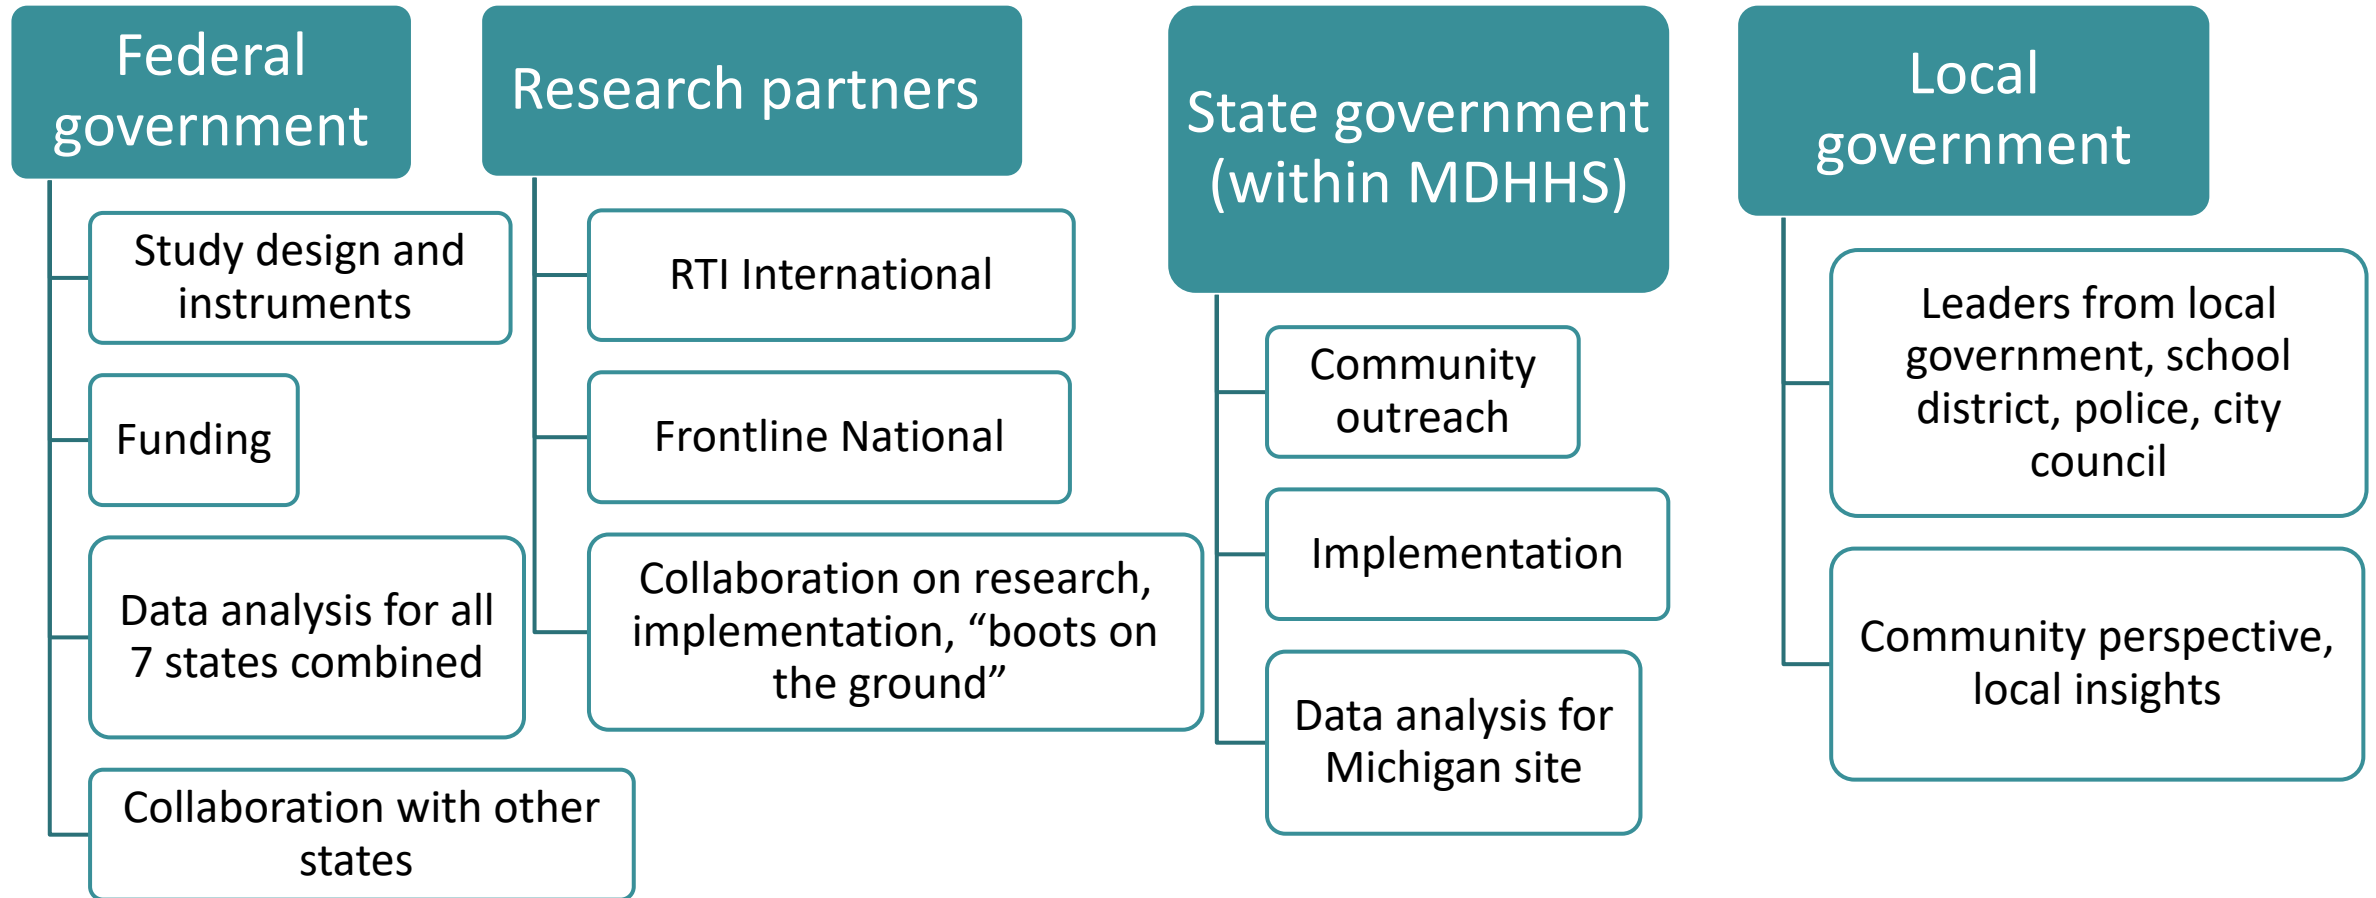 Federal
government
Study design and
instruments
Funding
Data analysis for all
7 states combined
Collaboration with other
states
Research partners
RTI International
Frontline National
Collaboration on research,
implementation, “boots on
the ground”
State government
(within MDHHS)
Community
outreach
Implementation
Data analysis for
Michigan site
Local
government
Leaders from local
government, school
district, police, city
council
Community perspective,
local insights